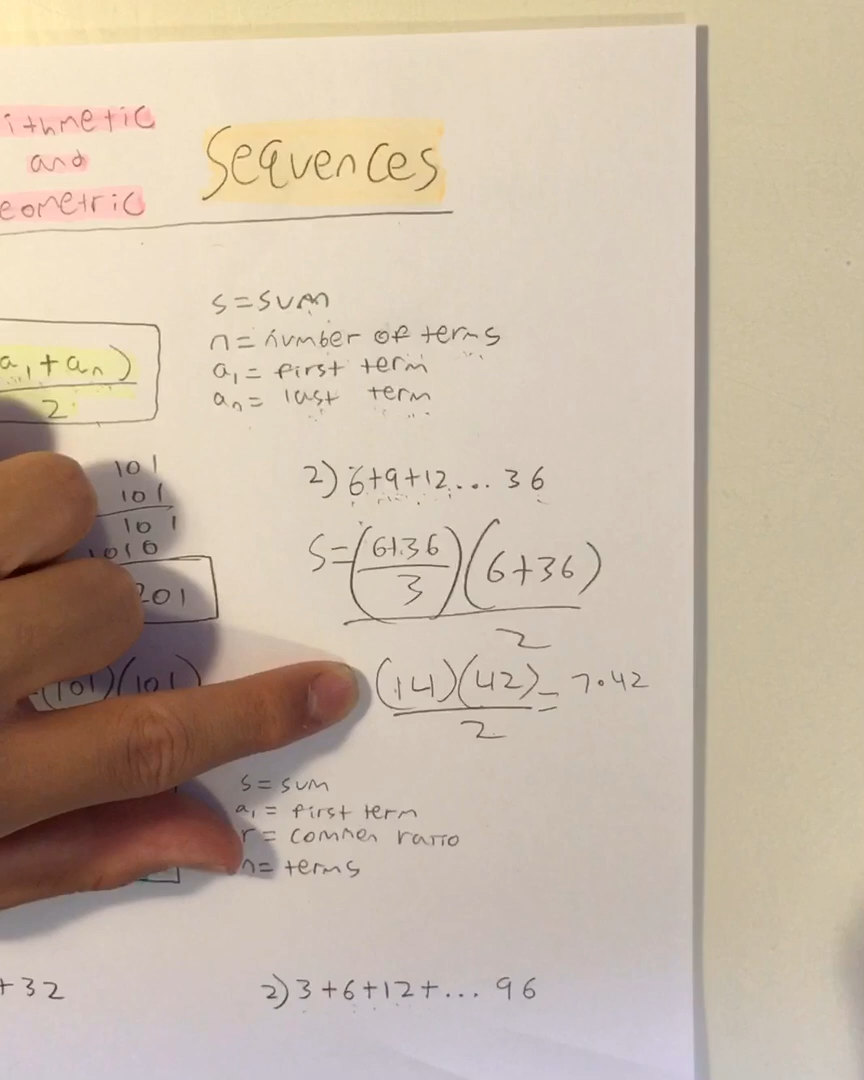 ithmetic
and
eometric
Sequences
s=sum
n=number of terms
a₁=first term
aₙ=last term
a₁+aₙ)
2
101
101
101
1010
201
(101)(101)
2) 6+9+12... 36
S=(6+36/3)(6+36)
2
(14)(42) = 7·42
2
s=sum
a₁=first term
r=common ratio
n=terms
+32
2) 3+6+12+... 96